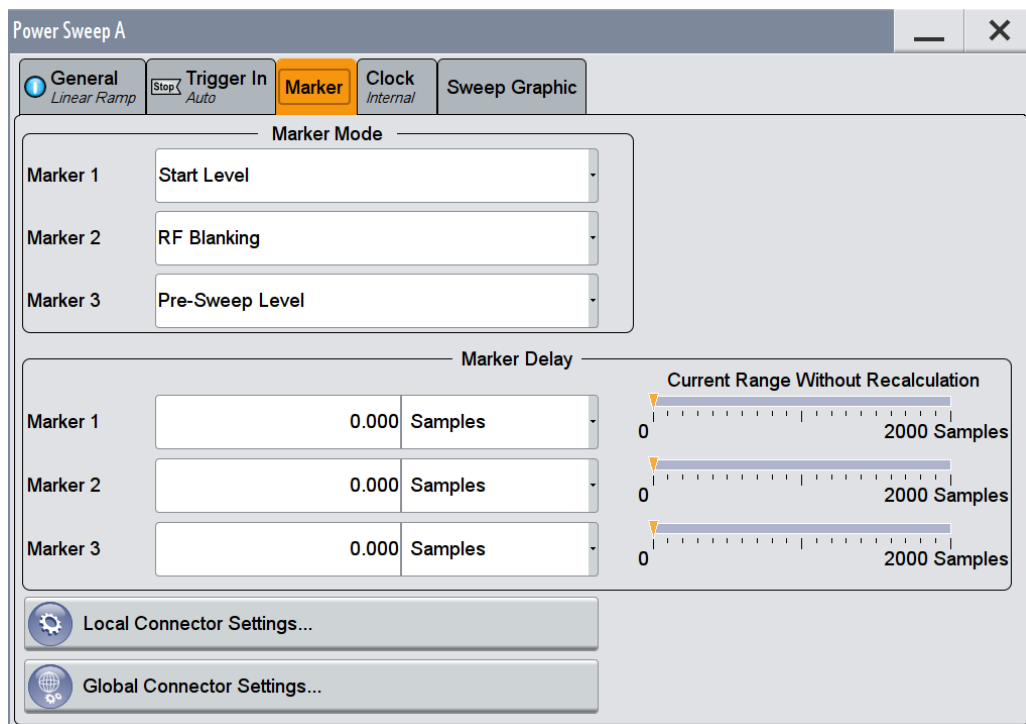 Power Sweep A
General
Linear Ramp
Stop
Trigger In
Auto
Marker
Clock
Internal
Sweep Graphic
Marker Mode
Marker 1
Start Level
Marker 2
RF Blanking
Marker 3
Pre-Sweep Level
Marker Delay
Current Range Without Recalculation
Marker 1
0.000 Samples
0
2000 Samples
Marker 2
0.000 Samples
0
2000 Samples
Marker 3
0.000 Samples
0
2000 Samples
Local Connector Settings...
Global Connector Settings...